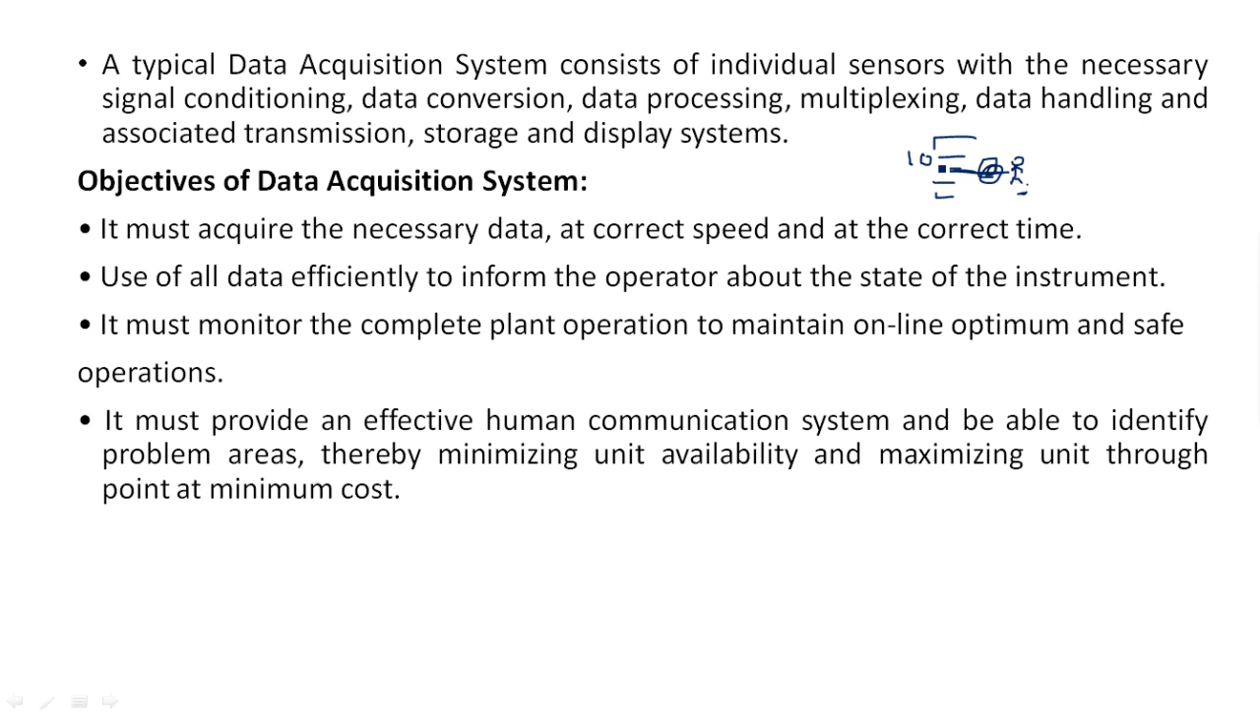 • A typical Data Acquisition System consists of individual sensors with the necessary
signal conditioning, data conversion, data processing, multiplexing, data handling and
associated transmission, storage and display systems.
10
Objectives of Data Acquisition System:
• It must acquire the necessary data, at correct speed and at the correct time.
• Use of all data efficiently to inform the operator about the state of the instrument.
• It must monitor the complete plant operation to maintain on-line optimum and safe
operations.
• It must provide an effective human communication system and be able to identify
problem areas, thereby minimizing unit availability and maximizing unit through
point at minimum cost.